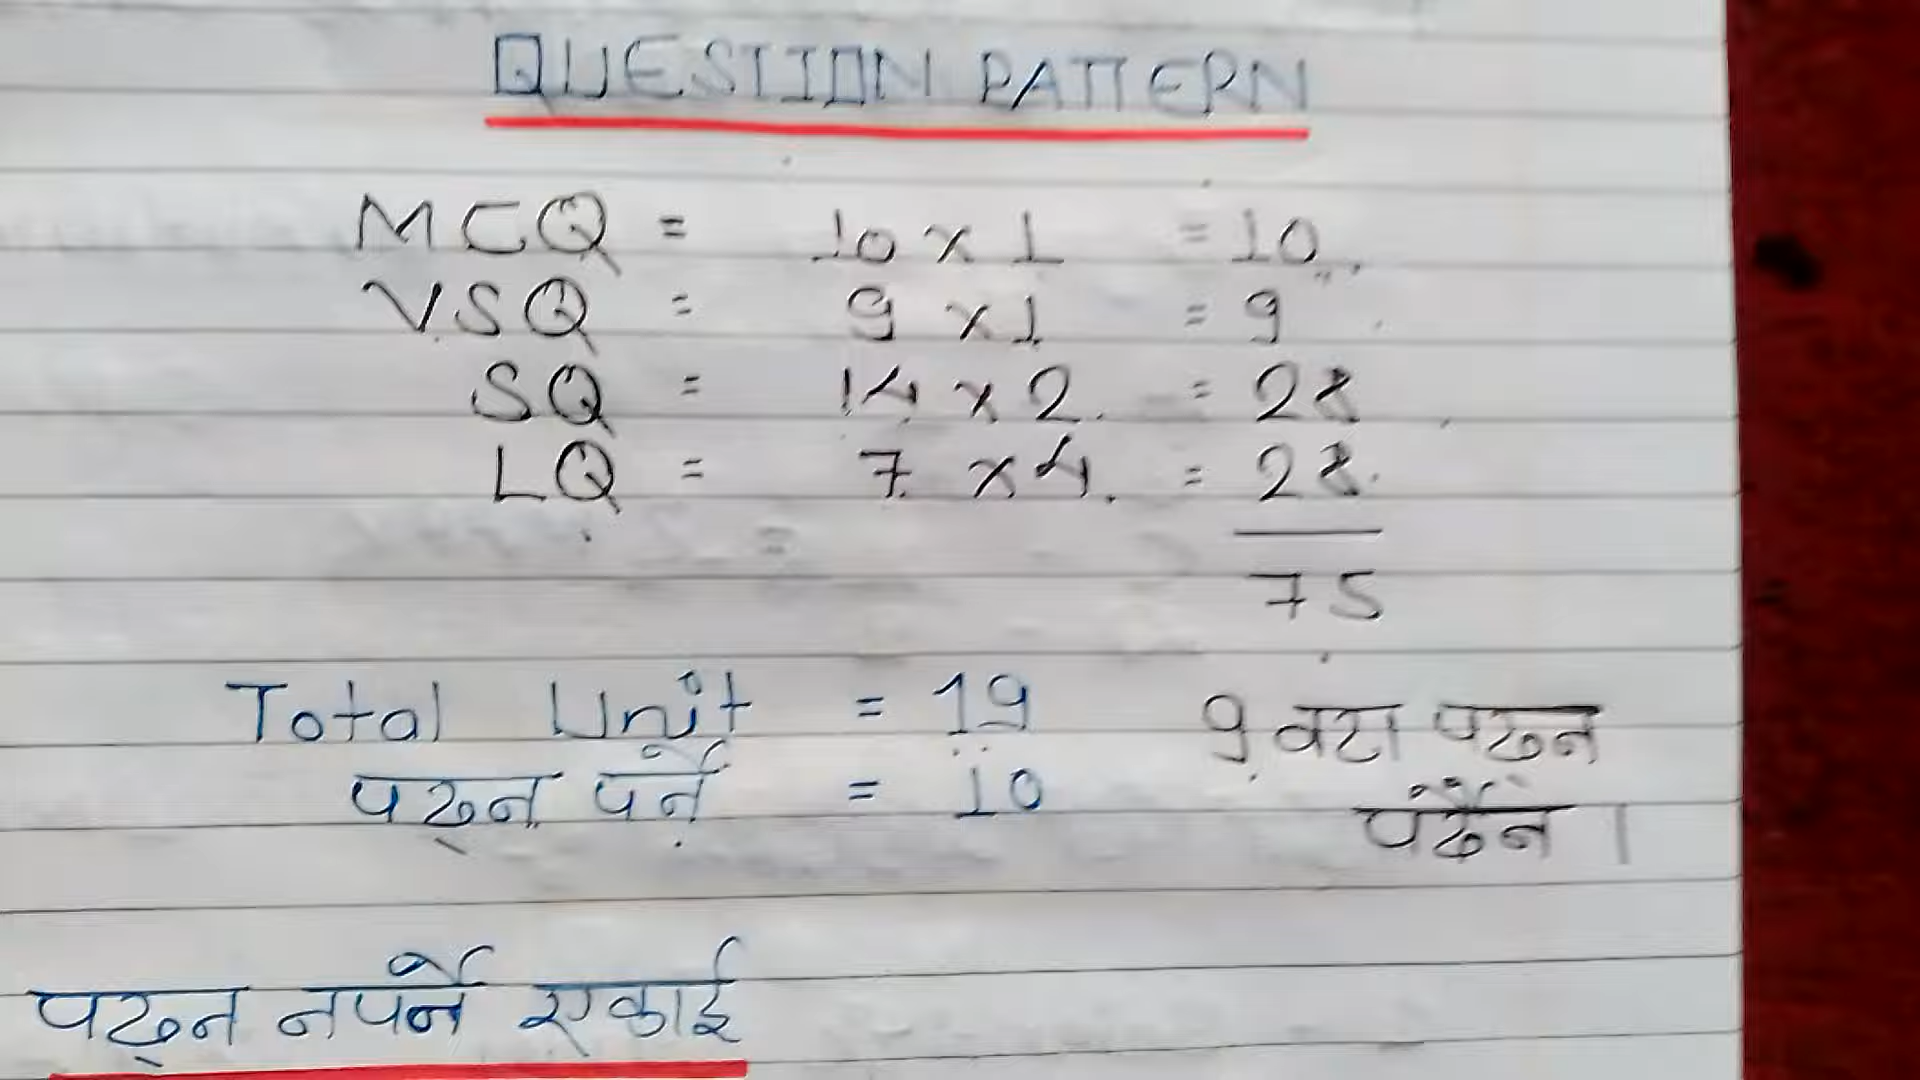 QUESTION PATTERN
MCQ = 10 x 1 = 10
VSQ = 9 x 1 = 9
SQ = 14 x 2 = 28
LQ = 7 x 4 = 28
75
Total Unit = 19 9 वटा पढ्न
पढ्न पर्ने = 10 पर्दैन।
पढ्न नपर्ने एकाई